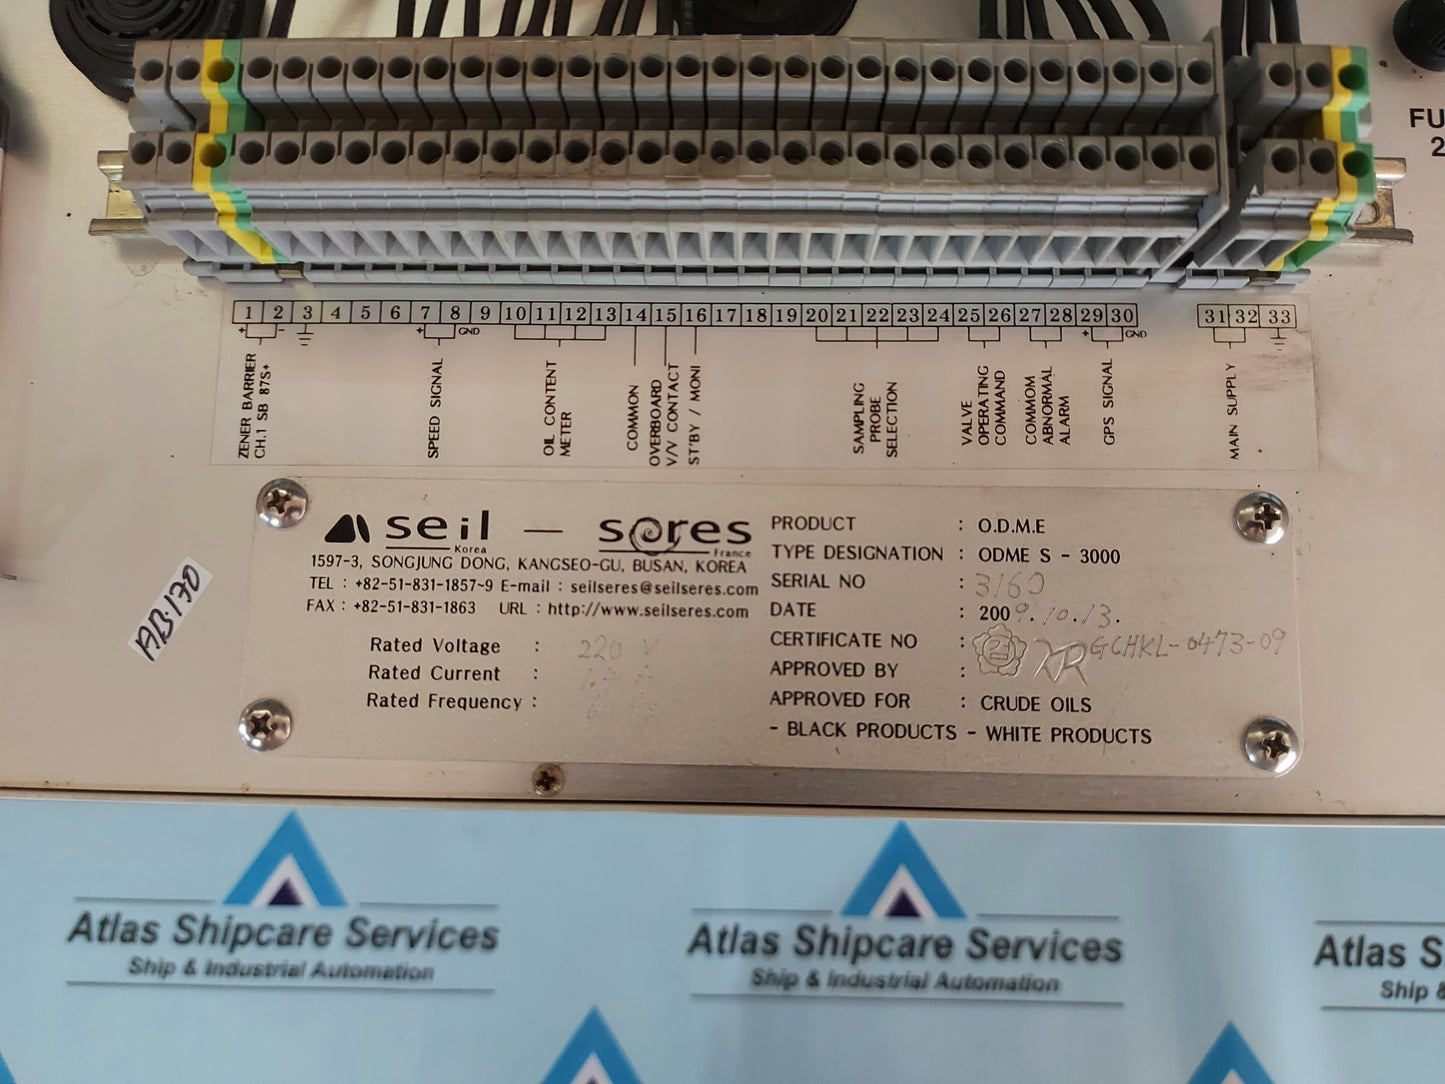 FU
2
1 2 3 4 5 6 7 8 9 10 11 12 13 14 15 16 17 18 19 20 21 22 23 24 25 26 27 28 29 30 31 32 33
+ - + GND + GND
ZENER BARRIER
CH.1 SB 87S+
SPEED SIGNAL
OIL CONTENT
METER
COMMON
OVERBOARD
V/V CONTACT
ST'BY / MONI
SAMPLING
PROBE
SELECTION
VALVE
OPERATING
COMMAND
COMMOM
ABNORMAL
ALARM
GPS SIGNAL
MAIN SUPPLY
seil — seres
Korea France
1597-3, SONGJUNG DONG, KANGSEO-GU, BUSAN, KOREA
TEL : +82-51-831-1857~9 E-mail : seilseres@seilseres.com
FAX : +82-51-831-1863 URL : http://www.seilseres.com
Rated Voltage : 220 V
Rated Current :
Rated Frequency :
PRODUCT : O.D.M.E
TYPE DESIGNATION : ODME S - 3000
SERIAL NO : 3160
DATE : 2009.10.13.
CERTIFICATE NO : GCHKL-0473-09
APPROVED BY : KR
APPROVED FOR : CRUDE OILS
- BLACK PRODUCTS - WHITE PRODUCTS
AB-170
Atlas Shipcare Services
Ship & Industrial Automation
Atlas Shipcare Services
Ship & Industrial Automation
Atlas S
Ship &